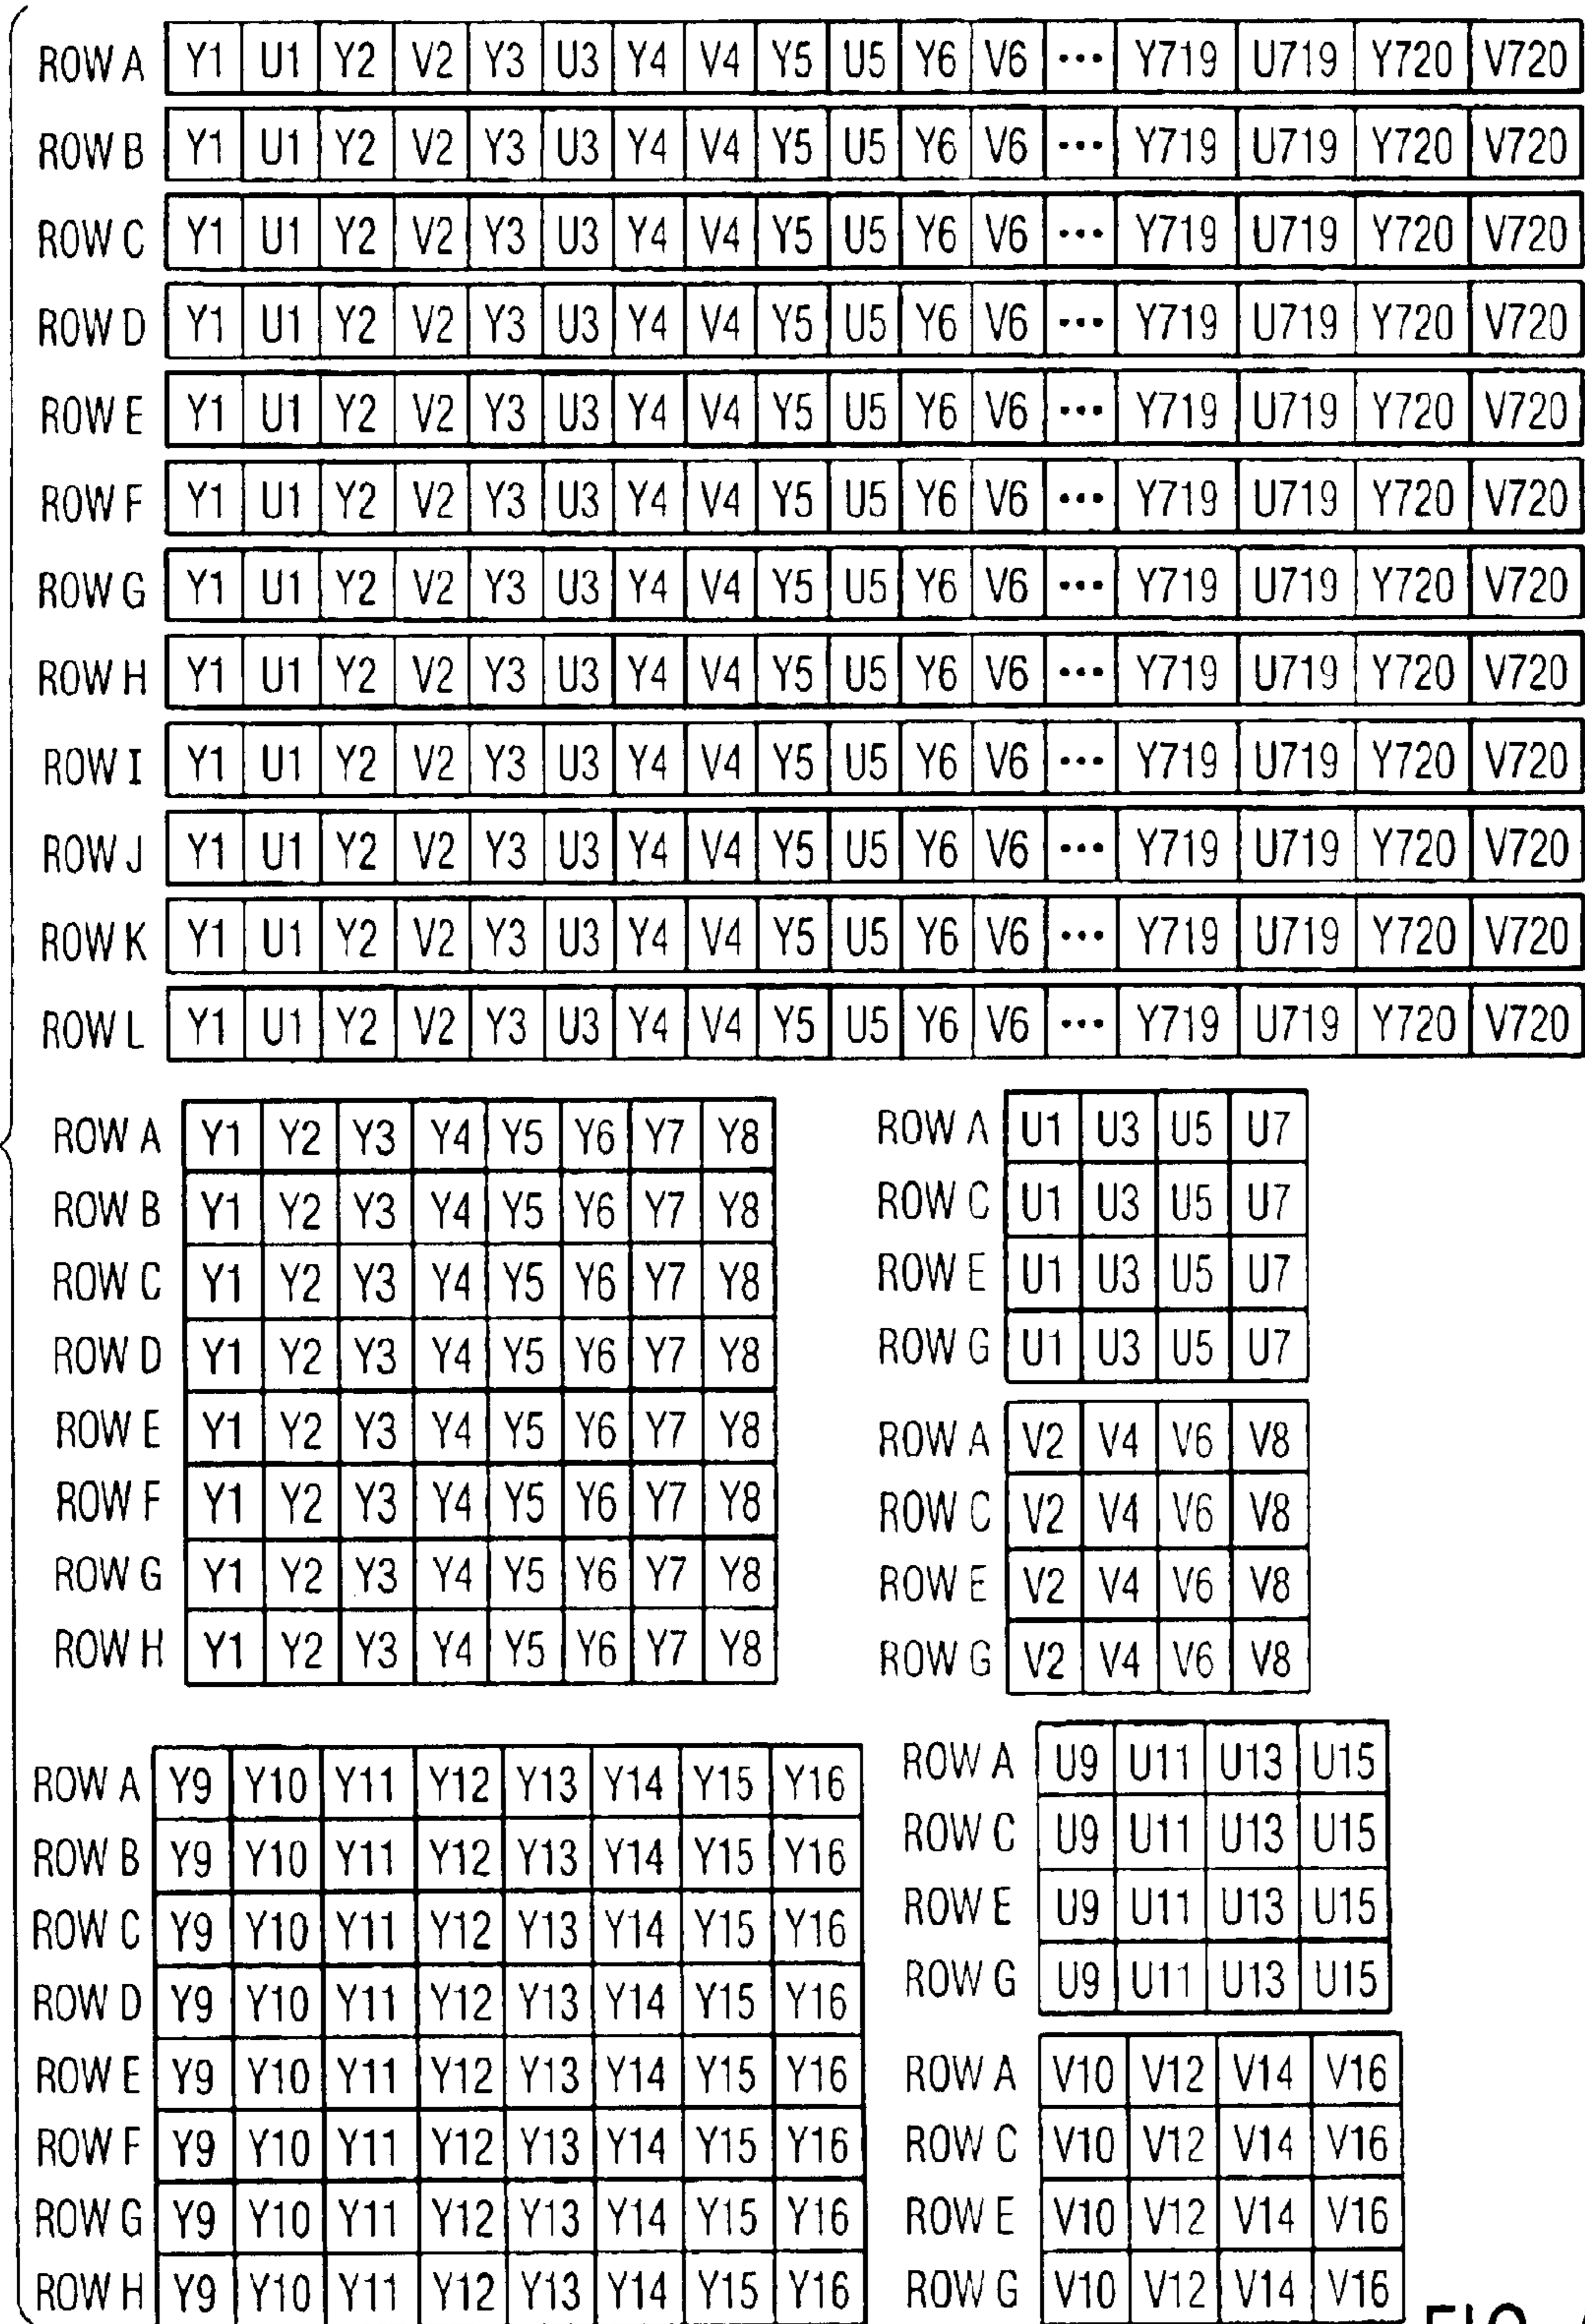 ROW A Y1 U1 Y2 V2 Y3 U3 Y4 V4 Y5 U5 Y6 V6 ... Y719 U719 Y720 V720
ROW B Y1 U1 Y2 V2 Y3 U3 Y4 V4 Y5 U5 Y6 V6 ... Y719 U719 Y720 V720
ROW C Y1 U1 Y2 V2 Y3 U3 Y4 V4 Y5 U5 Y6 V6 ... Y719 U719 Y720 V720
ROW D Y1 U1 Y2 V2 Y3 U3 Y4 V4 Y5 U5 Y6 V6 ... Y719 U719 Y720 V720
ROW E Y1 U1 Y2 V2 Y3 U3 Y4 V4 Y5 U5 Y6 V6 ... Y719 U719 Y720 V720
ROW F Y1 U1 Y2 V2 Y3 U3 Y4 V4 Y5 U5 Y6 V6 ... Y719 U719 Y720 V720
ROW G Y1 U1 Y2 V2 Y3 U3 Y4 V4 Y5 U5 Y6 V6 ... Y719 U719 Y720 V720
ROW H Y1 U1 Y2 V2 Y3 U3 Y4 V4 Y5 U5 Y6 V6 ... Y719 U719 Y720 V720
ROW I Y1 U1 Y2 V2 Y3 U3 Y4 V4 Y5 U5 Y6 V6 ... Y719 U719 Y720 V720
ROW J Y1 U1 Y2 V2 Y3 U3 Y4 V4 Y5 U5 Y6 V6 ... Y719 U719 Y720 V720
ROW K Y1 U1 Y2 V2 Y3 U3 Y4 V4 Y5 U5 Y6 V6 ... Y719 U719 Y720 V720
ROW L Y1 U1 Y2 V2 Y3 U3 Y4 V4 Y5 U5 Y6 V6 ... Y719 U719 Y720 V720
ROW A Y1 Y2 Y3 Y4 Y5 Y6 Y7 Y8
ROW B Y1 Y2 Y3 Y4 Y5 Y6 Y7 Y8
ROW C Y1 Y2 Y3 Y4 Y5 Y6 Y7 Y8
ROW D Y1 Y2 Y3 Y4 Y5 Y6 Y7 Y8
ROW E Y1 Y2 Y3 Y4 Y5 Y6 Y7 Y8
ROW F Y1 Y2 Y3 Y4 Y5 Y6 Y7 Y8
ROW G Y1 Y2 Y3 Y4 Y5 Y6 Y7 Y8
ROW H Y1 Y2 Y3 Y4 Y5 Y6 Y7 Y8
ROW A U1 U3 U5 U7
ROW C U1 U3 U5 U7
ROW E U1 U3 U5 U7
ROW G U1 U3 U5 U7
ROW A V2 V4 V6 V8
ROW C V2 V4 V6 V8
ROW E V2 V4 V6 V8
ROW G V2 V4 V6 V8
ROW A Y9 Y10 Y11 Y12 Y13 Y14 Y15 Y16
ROW B Y9 Y10 Y11 Y12 Y13 Y14 Y15 Y16
ROW C Y9 Y10 Y11 Y12 Y13 Y14 Y15 Y16
ROW D Y9 Y10 Y11 Y12 Y13 Y14 Y15 Y16
ROW E Y9 Y10 Y11 Y12 Y13 Y14 Y15 Y16
ROW F Y9 Y10 Y11 Y12 Y13 Y14 Y15 Y16
ROW G Y9 Y10 Y11 Y12 Y13 Y14 Y15 Y16
ROW H Y9 Y10 Y11 Y12 Y13 Y14 Y15 Y16
ROW A U9 U11 U13 U15
ROW C U9 U11 U13 U15
ROW E U9 U11 U13 U15
ROW G U9 U11 U13 U15
ROW A V10 V12 V14 V16
ROW C V10 V12 V14 V16
ROW E V10 V12 V14 V16
ROW G V10 V12 V14 V16